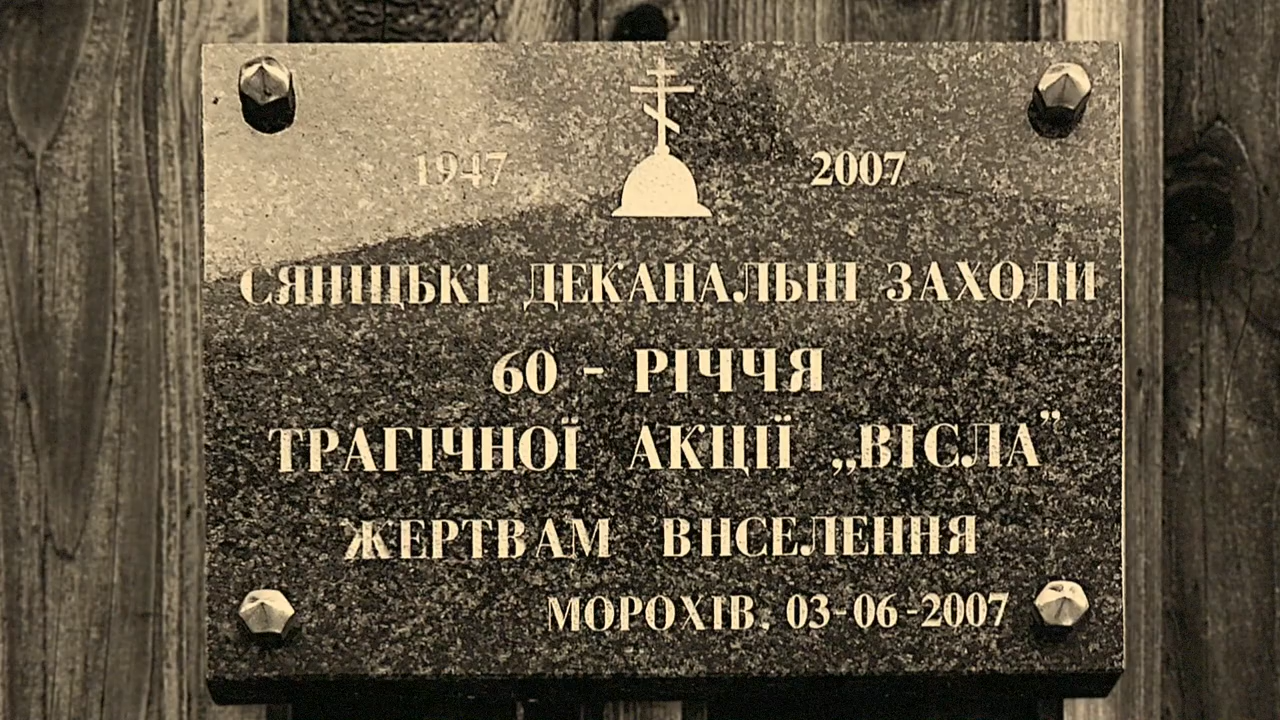 1947 2007
СЯНІЦЬКІ ДЕКАНАЛЬНІ ЗАХОДИ
60 - РІЧЧЯ
ТРАГІЧНОЇ АКЦІЇ „ВІСЛА”
ЖЕРТВАМ ВНСЕЛЕННЯ
МОРОХІВ. 03-06-2007